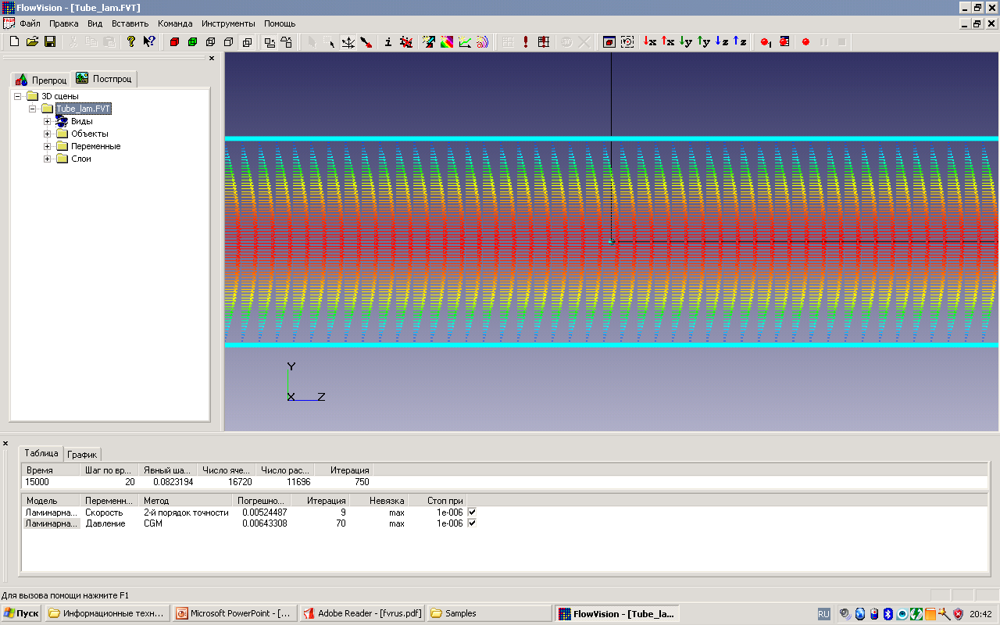 FlowVision - [Tube_lam.FVT]
Файл Правка Вид Вставить Команда Инструменты Помощь
Препроц Постпроц
3D сцены
Tube_lam.FVT
Виды
Объекты
Переменные
Слои
Y
X Z
Таблица График
Время Шаг по вр... Явный ша... Число яче... Число рас... Итерация
15000 20 0.0823194 16720 11696 750
Модель Переменн... Метод Погрешно... Итерация Невязка Стоп при
Ламинарна... Скорость 2-й порядок точности 0.00524487 9 max 1e-006
Ламинарна... Давление CGM 0.00643308 70 max 1e-006
Для вызова помощи нажмите F1
Пуск Информационные техн... Microsoft PowerPoint - [... Adobe Reader - [fvrus.pdf] Samples FlowVision - [Tube_la... RU 20:42